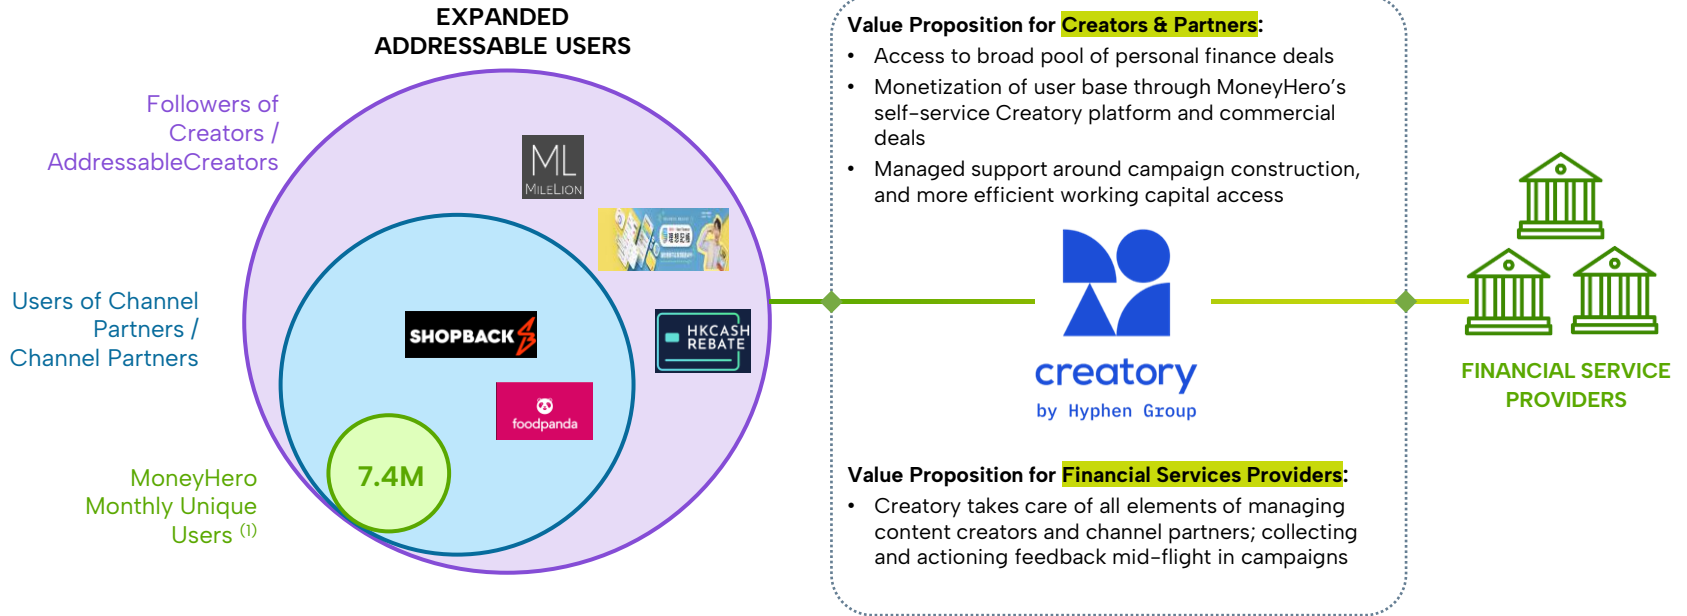 EXPANDED
ADDRESSABLE USERS
Followers of
Creators /
AddressableCreators
Users of Channel
Partners /
Channel Partners
MoneyHero
Monthly Unique
Users (1)
ML
MILELION
理想記帳
SHOPBACK
HKCASH
REBATE
foodpanda
7.4M
Value Proposition for Creators & Partners:
• Access to broad pool of personal finance deals
• Monetization of user base through MoneyHero's
self-service Creatory platform and commercial
deals
• Managed support around campaign construction,
and more efficient working capital access
creatory
by Hyphen Group
Value Proposition for Financial Services Providers:
• Creatory takes care of all elements of managing
content creators and channel partners; collecting
and actioning feedback mid-flight in campaigns
FINANCIAL SERVICE
PROVIDERS